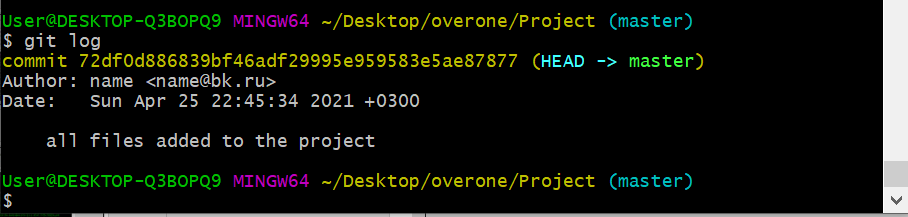 User@DESKTOP-Q3BOPQ9 MINGW64 ~/Desktop/overone/Project (master)
$ git log
commit 72df0d886839bf46adf29995e959583e5ae87877 (HEAD -> master)
Author: name <name@bk.ru>
Date:   Sun Apr 25 22:45:34 2021 +0300
    all files added to the project
User@DESKTOP-Q3BOPQ9 MINGW64 ~/Desktop/overone/Project (master)
$